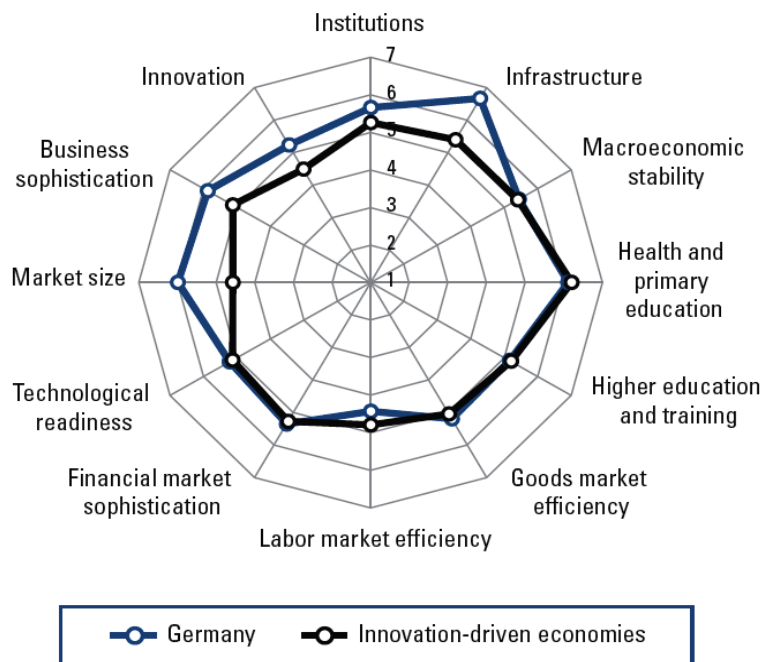 Institutions
7
Innovation
Infrastructure
6
5
Business
sophistication
Macroeconomic
stability
4
3
2
Market size
1
Health and
primary
education
Technological
readiness
Higher education
and training
Financial market
sophistication
Goods market
efficiency
Labor market efficiency
Germany
Innovation-driven economies